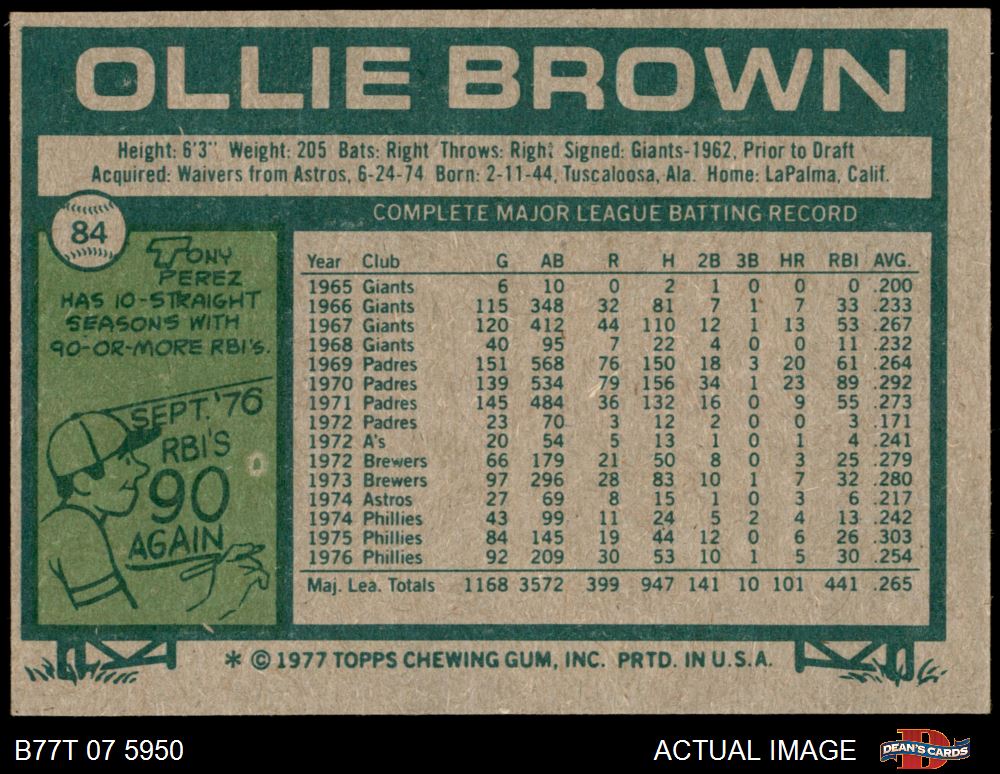 OLLIE BROWN
Height: 6'3" Weight: 205 Bats: Right Throws: Right Signed: Giants-1962, Prior to Draft
Acquired: Waivers from Astros, 6-24-74 Born: 2-11-44, Tuscaloosa, Ala. Home: LaPalma, Calif.
84
TONY
PEREZ
HAS 10-STRAIGHT
SEASONS WITH
90-OR-MORE RBI'S.
SEPT. '76
RBI'S
90
AGAIN
COMPLETE MAJOR LEAGUE BATTING RECORD
Year Club G AB R H 2B 3B HR RBI AVG.
1965 Giants 6 10 0 2 1 0 0 0 .200
1966 Giants 115 348 32 81 7 1 7 33 .233
1967 Giants 120 412 44 110 12 1 13 53 .267
1968 Giants 40 95 7 22 4 0 0 11 .232
1969 Padres 151 568 76 150 18 3 20 61 .264
1970 Padres 139 534 79 156 34 1 23 89 .292
1971 Padres 145 484 36 132 16 0 9 55 .273
1972 Padres 23 70 3 12 2 0 0 3 .171
1972 A's 20 54 5 13 1 0 1 4 .241
1972 Brewers 66 179 21 50 8 0 3 25 .279
1973 Brewers 97 296 28 83 10 1 7 32 .280
1974 Astros 27 69 8 15 1 0 3 6 .217
1974 Phillies 43 99 11 24 5 2 4 13 .242
1975 Phillies 84 145 19 44 12 0 6 26 .303
1976 Phillies 92 209 30 53 10 1 5 30 .254
Maj. Lea. Totals 1168 3572 399 947 141 10 101 441 .265
* © 1977 TOPPS CHEWING GUM, INC. PRTD. IN U.S.A.
B77T 07 5950
ACTUAL IMAGE
DEAN'S CARDS